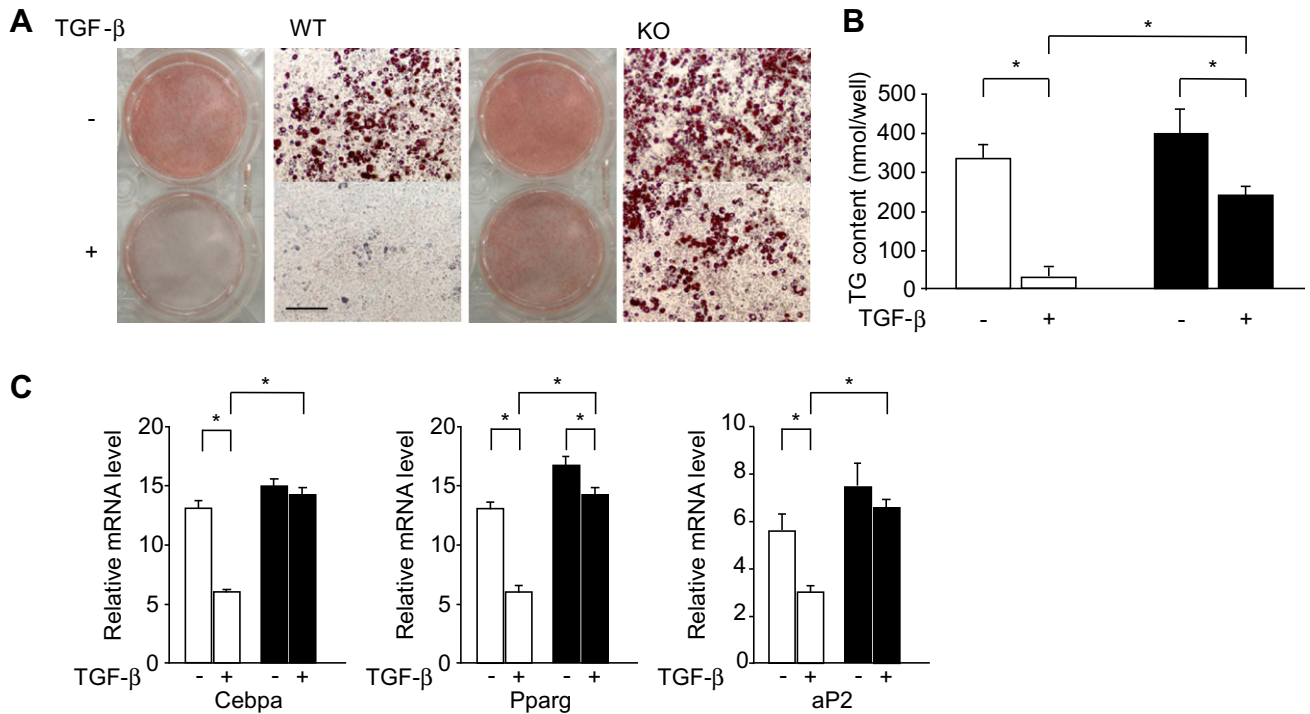 A TGF-β WT KO
-
+
B
* 
* *
TG content (nmol/well)
500
400
300
200
100
0
TGF-β - + - +
C
* * *
* * * *
Relative mRNA level
20
15
10
5
0
TGF-β - + - +
Cebpa
Relative mRNA level
20
15
10
5
0
TGF-β - + - +
Pparg
Relative mRNA level
10
8
6
4
2
0
- + - +
aP2